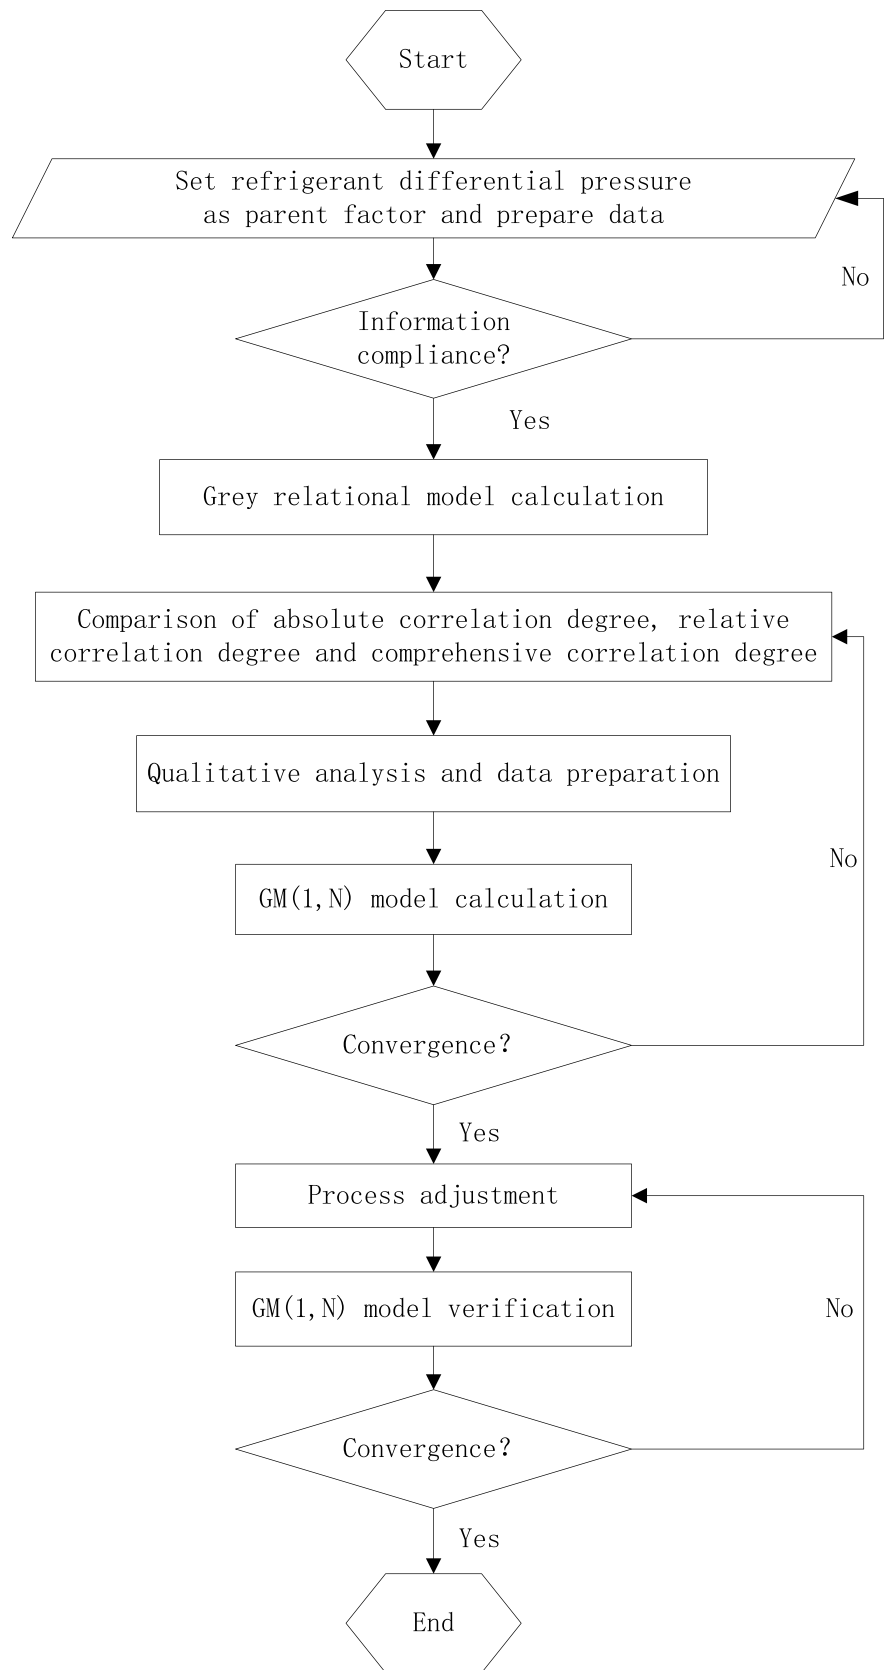 Start
Set refrigerant differential pressure
as parent factor and prepare data
No
Information
compliance?
Yes
Grey relational model calculation
Comparison of absolute correlation degree, relative
correlation degree and comprehensive correlation degree
Qualitative analysis and data preparation
No
GM(1,N) model calculation
Convergence?
Yes
Process adjustment
GM(1,N) model verification
No
Convergence?
Yes
End